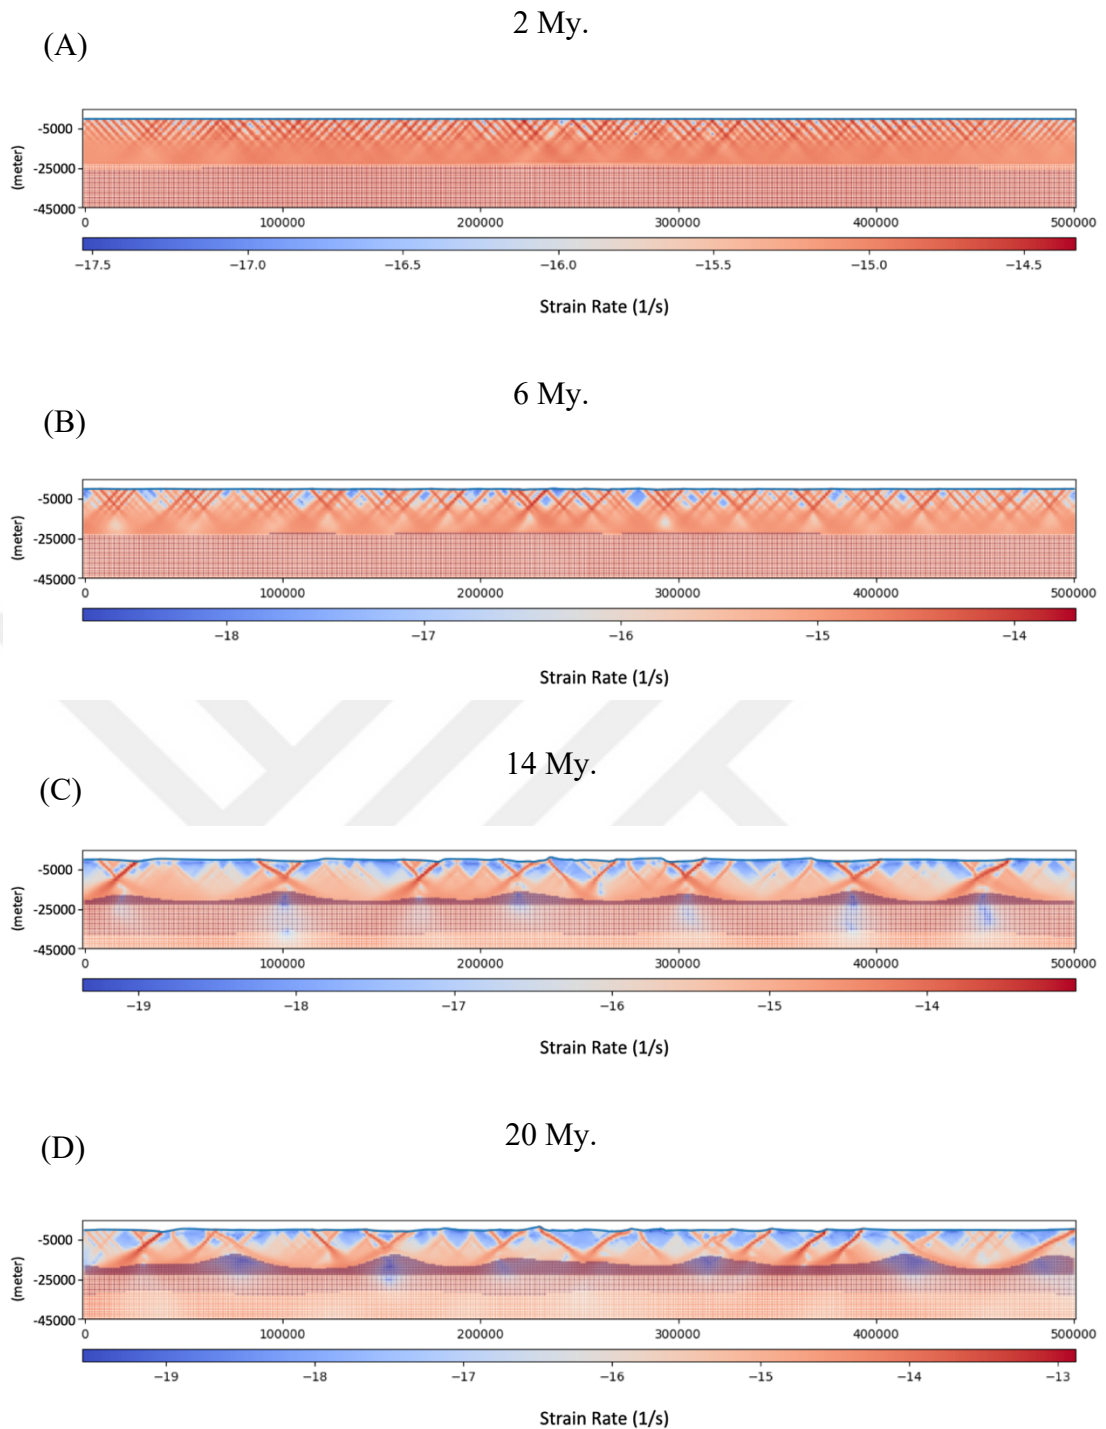 2 My.
(A)
-5000
-25000
-45000
(meter)
0 100000 200000 300000 400000 500000
−17.5 −17.0 −16.5 −16.0 −15.5 −15.0 −14.5
Strain Rate (1/s)
6 My.
(B)
-5000
-25000
-45000
(meter)
0 100000 200000 300000 400000 500000
−18 −17 −16 −15 −14
Strain Rate (1/s)
14 My.
(C)
-5000
-25000
-45000
(meter)
0 100000 200000 300000 400000 500000
−19 −18 −17 −16 −15 −14
Strain Rate (1/s)
20 My.
(D)
-5000
-25000
-45000
(meter)
0 100000 200000 300000 400000 500000
−19 −18 −17 −16 −15 −14 −13
Strain Rate (1/s)